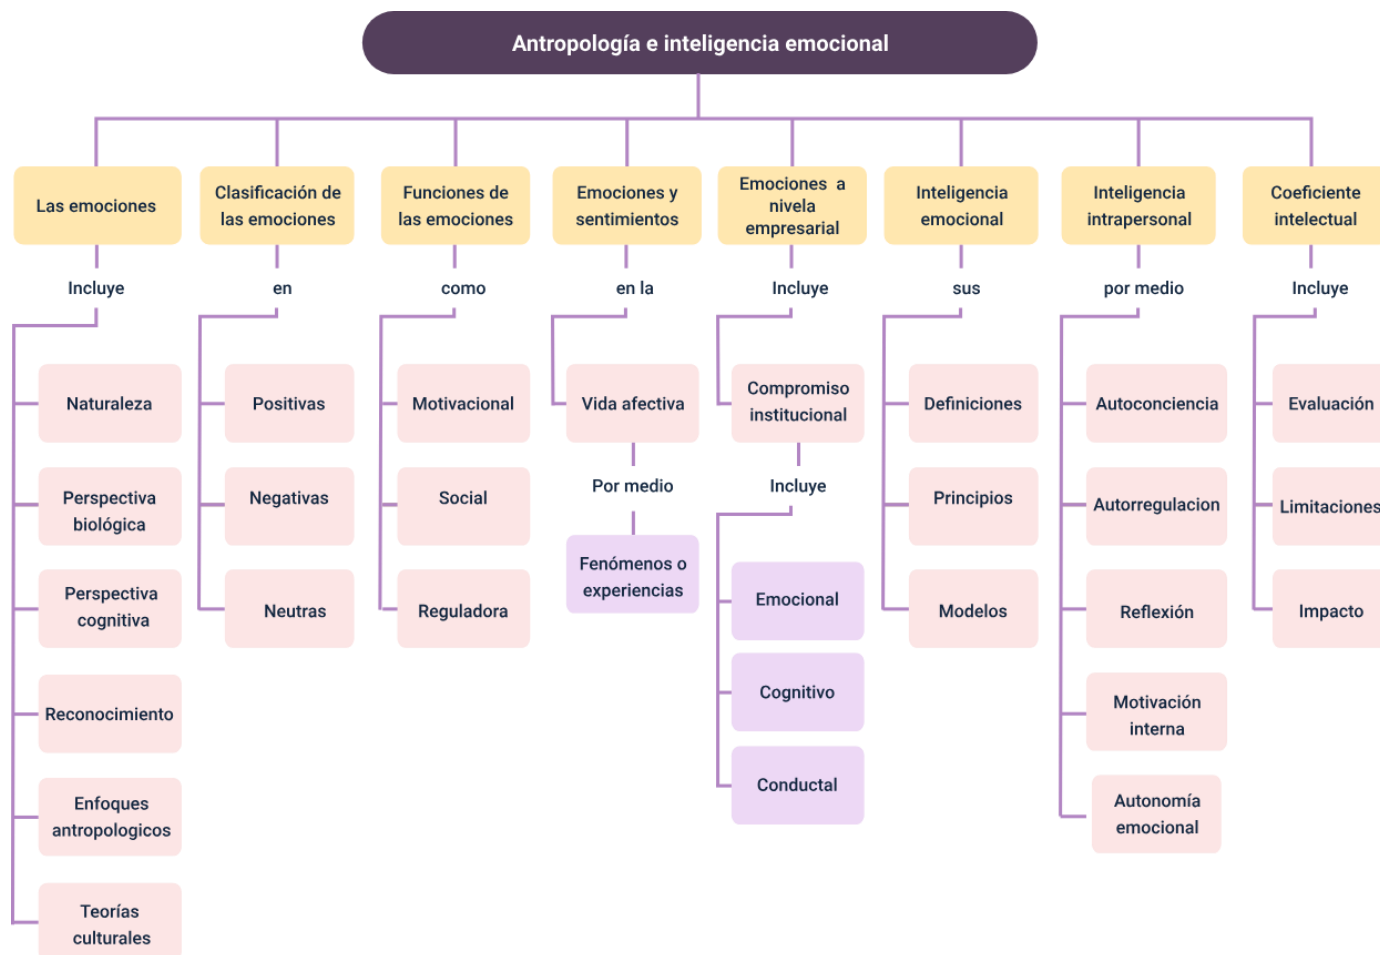 Antropología e inteligencia emocional
Las emociones
Incluye
Naturaleza
Perspectiva
biológica
Perspectiva
cognitiva
Reconocimiento
Enfoques
antropologicos
Teorías
culturales
Clasificación de
las emociones
en
Positivas
Negativas
Neutras
Funciones de
las emociones
como
Motivacional
Social
Reguladora
Emociones y
sentimientos
en la
Vida afectiva
Por medio
Fenómenos o
experiencias
Emociones a
nivela
empresarial
Incluye
Compromiso
institucional
Incluye
Emocional
Cognitivo
Conductal
Inteligencia
emocional
sus
Definiciones
Principios
Modelos
Inteligencia
intrapersonal
por medio
Autoconciencia
Autorregulacion
Reflexión
Motivación
interna
Autonomía
emocional
Coeficiente
intelectual
Incluye
Evaluación
Limitaciones
Impacto